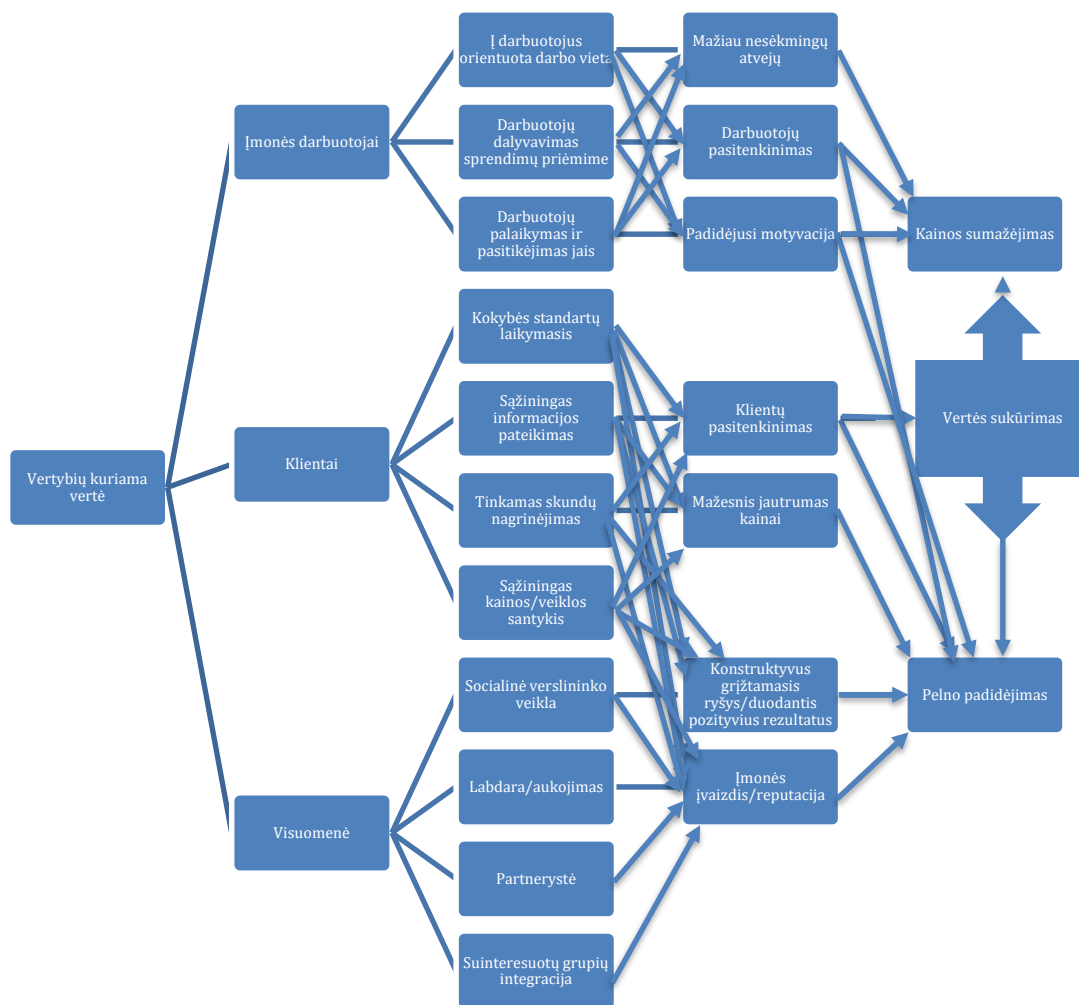 Vertybių kuriama
vertė
Įmonės darbuotojai
Klientai
Visuomenė
Į darbuotojus
orientuota darbo vieta
Darbuotojų
dalyvavimas
sprendimų priėmime
Darbuotojų
palaikymas ir
pasitikėjimas jais
Kokybės standartų
laikymasis
Sąžiningas
informacijos
pateikimas
Tinkamas skundų
nagrinėjimas
Sąžiningas
kainos/veiklos
santykis
Socialinė verslininko
veikla
Labdara/aukojimas
Partnerystė
Suinteresuotų grupių
integracija
Mažiau nesėkmingų
atvejų
Darbuotojų
pasitenkinimas
Padidėjusi motyvacija
Klientų
pasitenkinimas
Mažesnis jautrumas
kainai
Konstruktyvus
grįžtamasis
ryšys/duodantis
pozityvius rezultatus
Įmonės
įvaizdis/reputacija
Kainos sumažėjimas
Vertės sukūrimas
Pelno padidėjimas